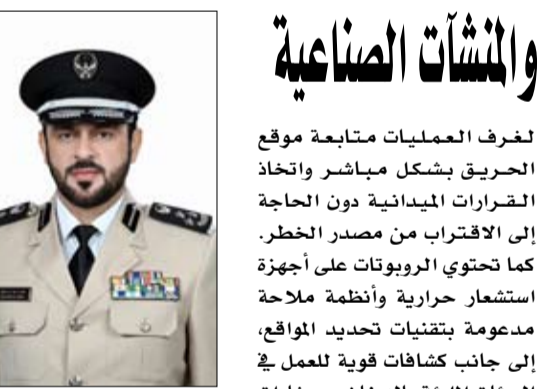 والمنشآت الصناعية
لغرف العمليات متابعة موقع
الحريق بشكل مباشر واتخاذ
القرارات الميدانية دون الحاجة
إلى الاقتراب من مصدر الخطر.
كما تحتوي الروبوتات على أجهزة
استشعار حرارية وأنظمة ملاحة
مدعومة بتقنيات تحديد المواقع،
إلى جانب كشافات قوية للعمل في